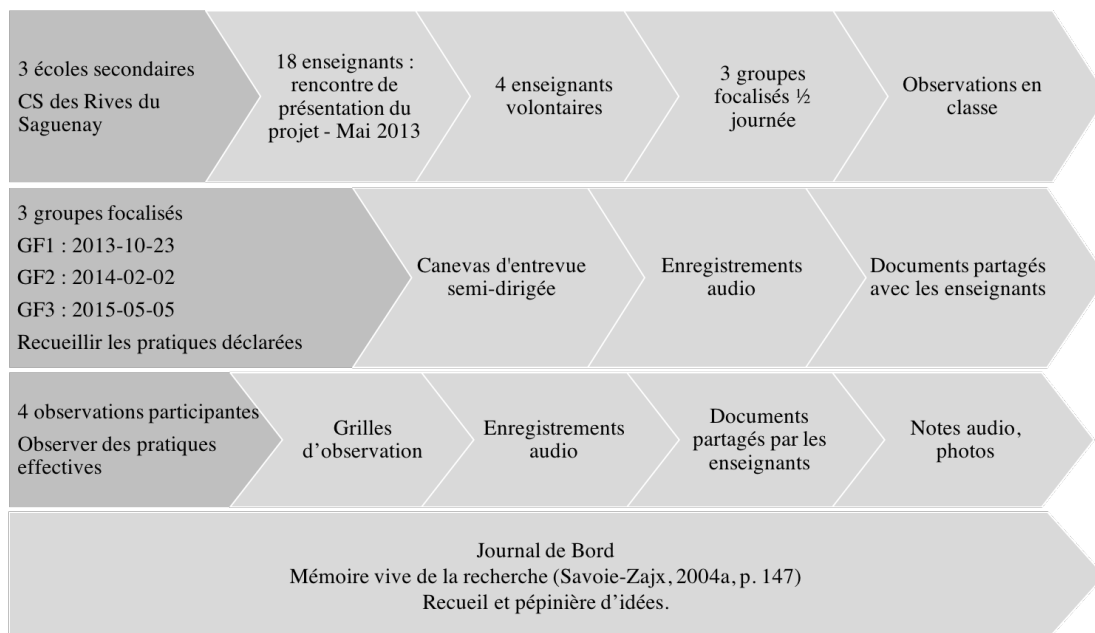 3 écoles secondaires
CS des Rives du
Saguenay
18 enseignants :
rencontre de
présentation du
projet - Mai 2013
4 enseignants
volontaires
3 groupes
focalisés ½
journée
Observations en
classe
3 groupes focalisés
GF1 : 2013-10-23
GF2 : 2014-02-02
GF3 : 2015-05-05
Recueillir les pratiques déclarées
Canevas d'entrevue
semi-dirigée
Enregistrements
audio
Documents partagés
avec les enseignants
4 observations participantes
Observer des pratiques
effectives
Grilles
d’observation
Enregistrements
audio
Documents
partagés par les
enseignants
Notes audio,
photos
Journal de Bord
Mémoire vive de la recherche (Savoie-Zajx, 2004a, p. 147)
Recueil et pépinière d’idées.